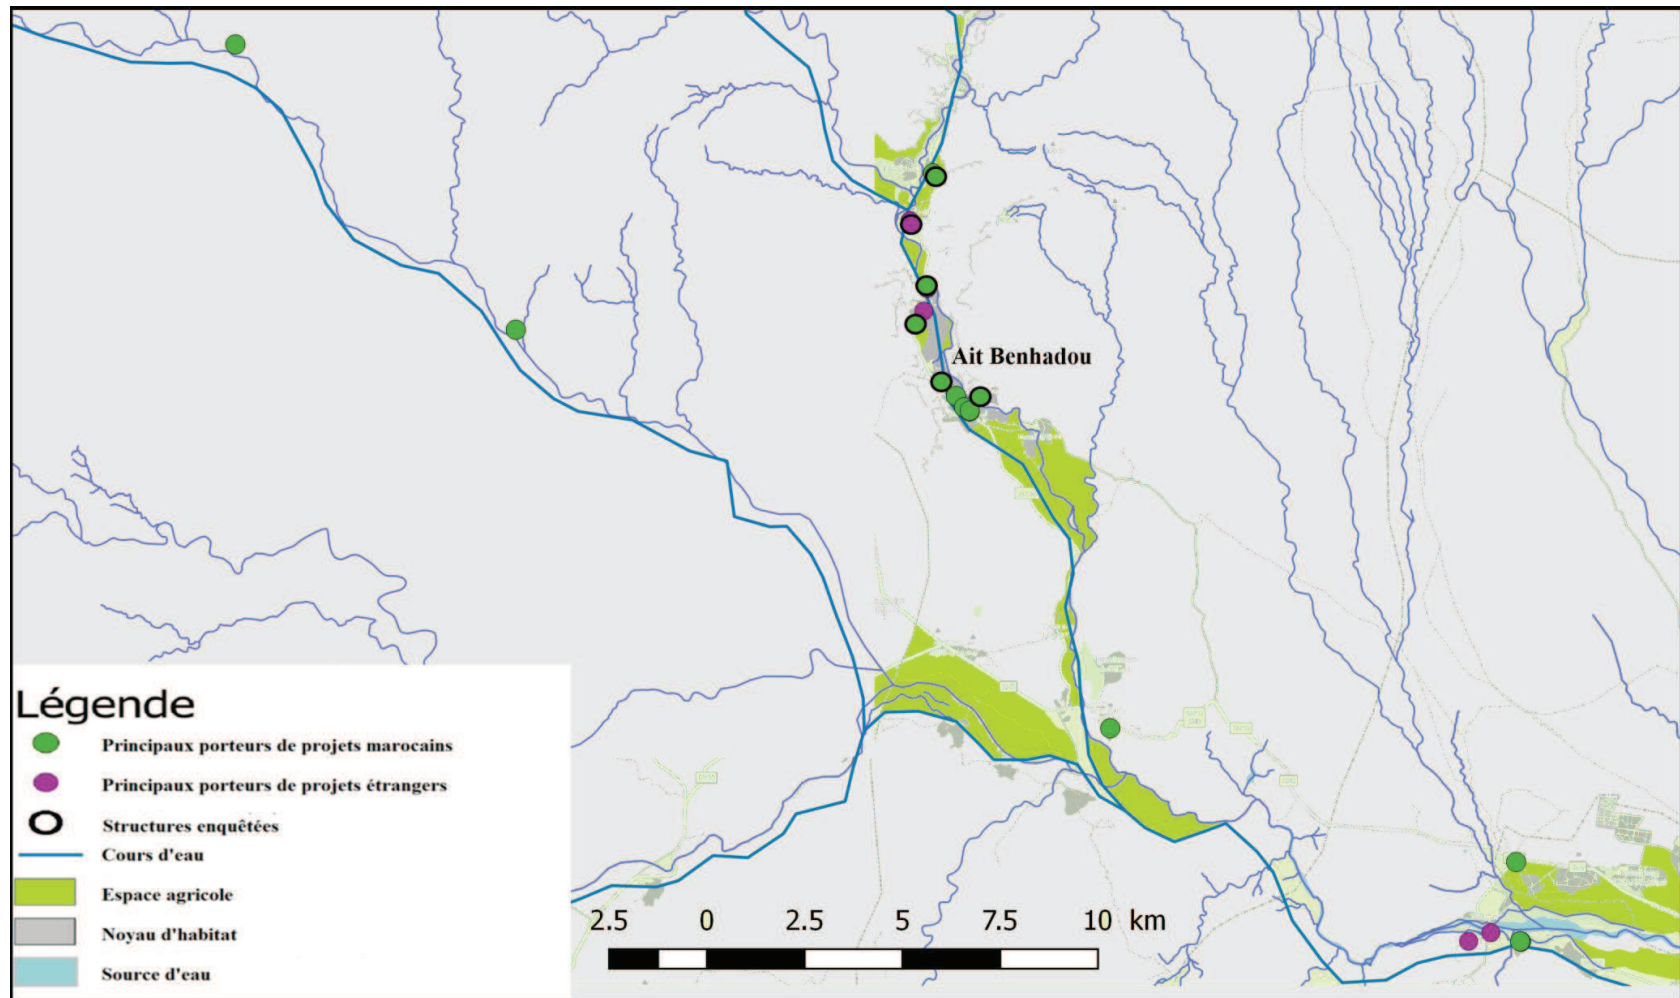 Ait Benhadou
Légende
Principaux porteurs de projets marocains
Principaux porteurs de projets étrangers
Structures enquêtées
Cours d'eau
Espace agricole
Noyau d'habitat
Source d'eau
2.5 0 2.5 5 7.5 10 km